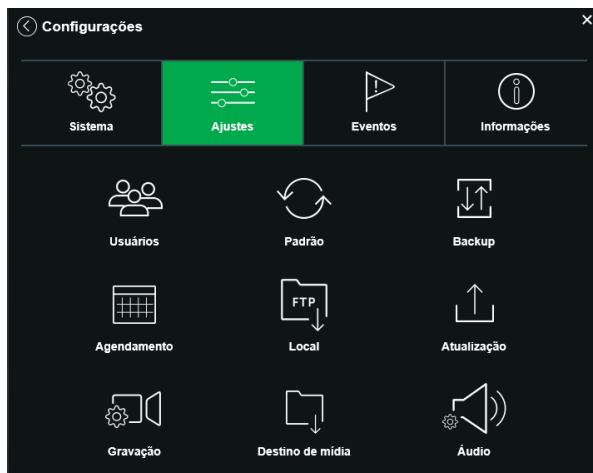 Configurações
Sistema
Ajustes
Eventos
Informações
Usuários
Padrão
Backup
Agendamento
FTP
Local
Atualização
Gravação
Destino de mídia
Áudio